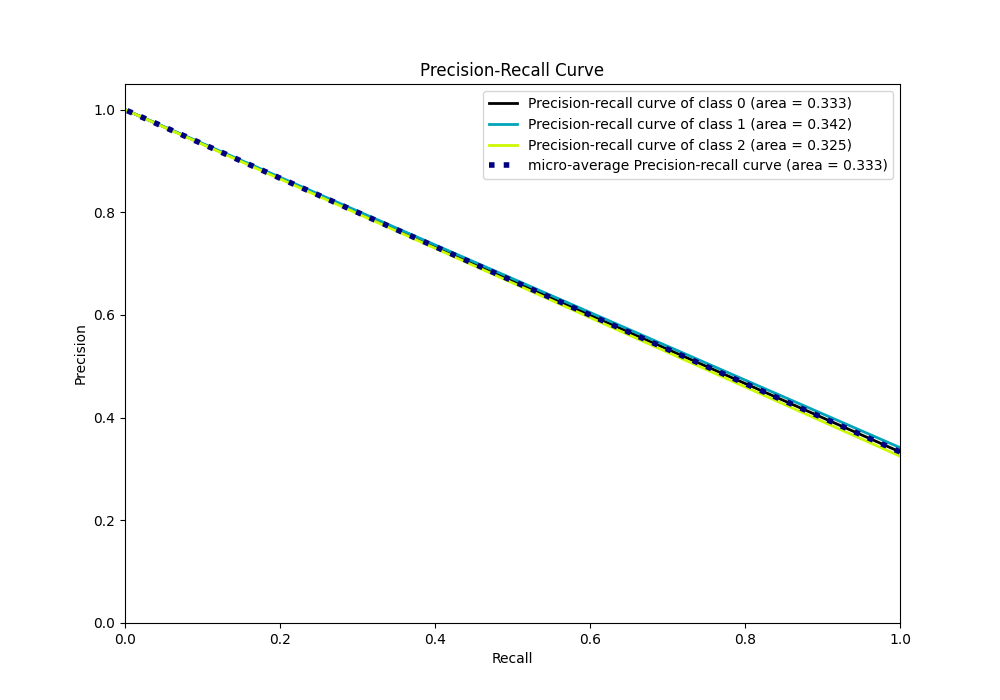 Precision-Recall Curve
Precision-recall curve of class 0 (area = 0.333)
Precision-recall curve of class 1 (area = 0.342)
Precision-recall curve of class 2 (area = 0.325)
micro-average Precision-recall curve (area = 0.333)
1.0
0.8
0.6
0.4
0.2
0.0
Precision
0.0 0.2 0.4 0.6 0.8 1.0
Recall